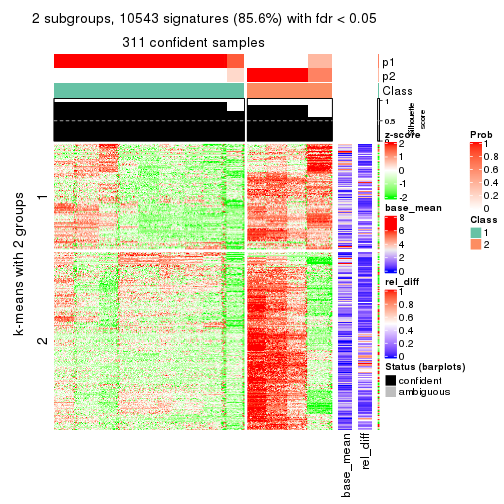 2 subgroups, 10543 signatures (85.6%) with fdr < 0.05
311 confident samples
p1
p2
Class
1
0.5
0
Silhouette
score
k-means with 2 groups
1
2
z-score
2
1
0
-1
-2
base_mean
8
6
4
2
0
rel_diff
1
0.8
0.6
0.4
0.2
0
Status (barplots)
confident
ambiguous
Prob
1
0.8
0.6
0.4
0.2
0
Class
1
2
base_mean
rel_diff